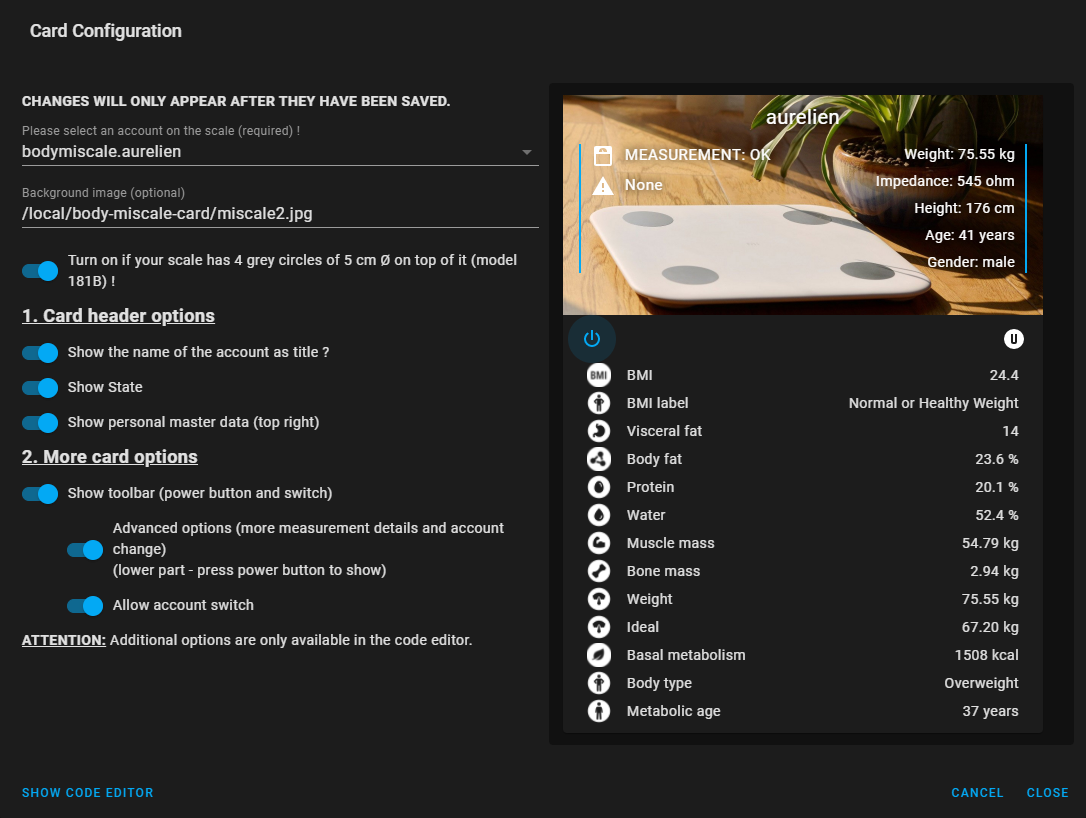 Card Configuration
CHANGES WILL ONLY APPEAR AFTER THEY HAVE BEEN SAVED.
Please select an account on the scale (required) !
bodymiscale.aurelien
Background image (optional)
/local/body-miscale-card/miscale2.jpg
Turn on if your scale has 4 grey circles of 5 cm Ø on top of it (model
181B) !
1. Card header options
Show the name of the account as title ?
Show State
Show personal master data (top right)
2. More card options
Show toolbar (power button and switch)
Advanced options (more measurement details and account
change)
(lower part - press power button to show)
Allow account switch
ATTENTION: Additional options are only available in the code editor.
aurelien
MEASUREMENT: OK
None
Weight: 75.55 kg
Impedance: 545 ohm
Height: 176 cm
Age: 41 years
Gender: male
U
BMI BMI 24.4
BMI label Normal or Healthy Weight
Visceral fat 14
Body fat 23.6 %
Protein 20.1 %
Water 52.4 %
Muscle mass 54.79 kg
Bone mass 2.94 kg
Weight 75.55 kg
Ideal 67.20 kg
Basal metabolism 1508 kcal
Body type Overweight
Metabolic age 37 years
SHOW CODE EDITOR
CANCEL CLOSE